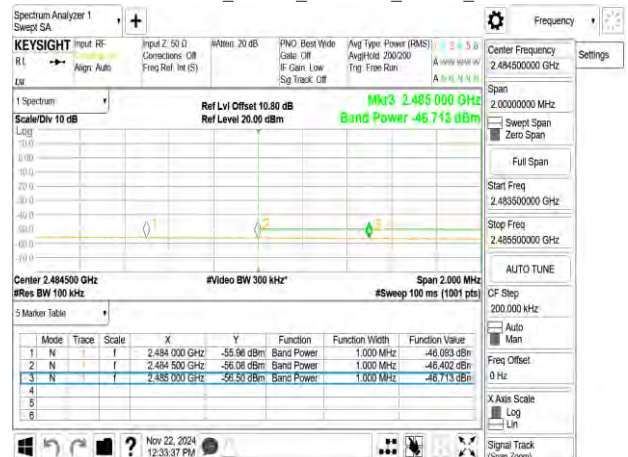 Spectrum Analyzer 1
Swept SA
Frequency
KEYSIGHT Input: RF
Align: Auto
Input Z: 50 Ω
Corrections: Off
Freq Ref: Int (S)
#Atten: 20 dB
PNO: Best Wide
Gate: Off
IF Gain: Low
Sig Track: Off
Avg Type: Power (RMS)
Avg|Hold: 200/200
Trig: Free Run
Center Frequency
2.484500000 GHz
Settings
Span
2.00000000 MHz
Swept Span
Zero Span
Full Span
Start Freq
2.483500000 GHz
Stop Freq
2.485500000 GHz
AUTO TUNE
CF Step
200.000 kHz
Auto
Man
Freq Offset
0 Hz
X Axis Scale
Log
Lin
Signal Track
(Span Zoom)
1 Spectrum
Scale/Div 10 dB
Log
Ref Lvl Offset 10.80 dB
Ref Level 20.00 dBm
Mkr3 2.485 000 GHz
Band Power -46.713 dBm
1
2
3
Center 2.484500 GHz
#Res BW 100 kHz
#Video BW 300 kHz*
Span 2.000 MHz
#Sweep 100 ms (1001 pts)
5 Marker Table
Mode Trace Scale X Y Function Function Width Function Value
1 N 1 f 2.484 000 GHz -55.96 dBm Band Power 1.000 MHz -46.093 dBm
2 N 1 f 2.484 500 GHz -56.08 dBm Band Power 1.000 MHz -46.402 dBm
3 N 1 f 2.485 000 GHz -56.50 dBm Band Power 1.000 MHz -46.713 dBm
4
5
6
?
Nov 22, 2024
12:33:37 PM